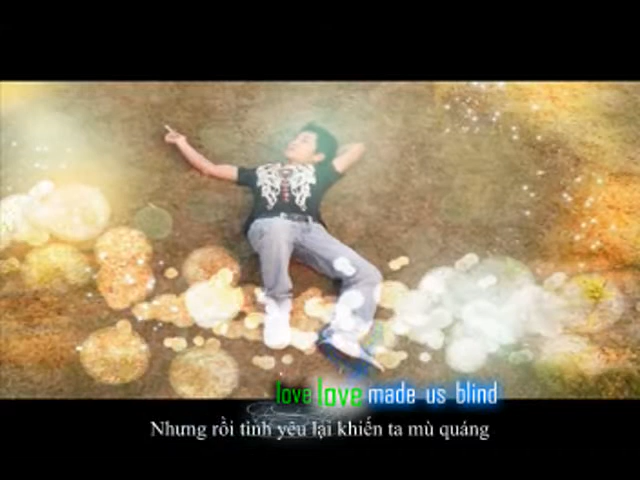 love love made us blind
Nhưng rồi tình yêu lại khiến ta mù quáng